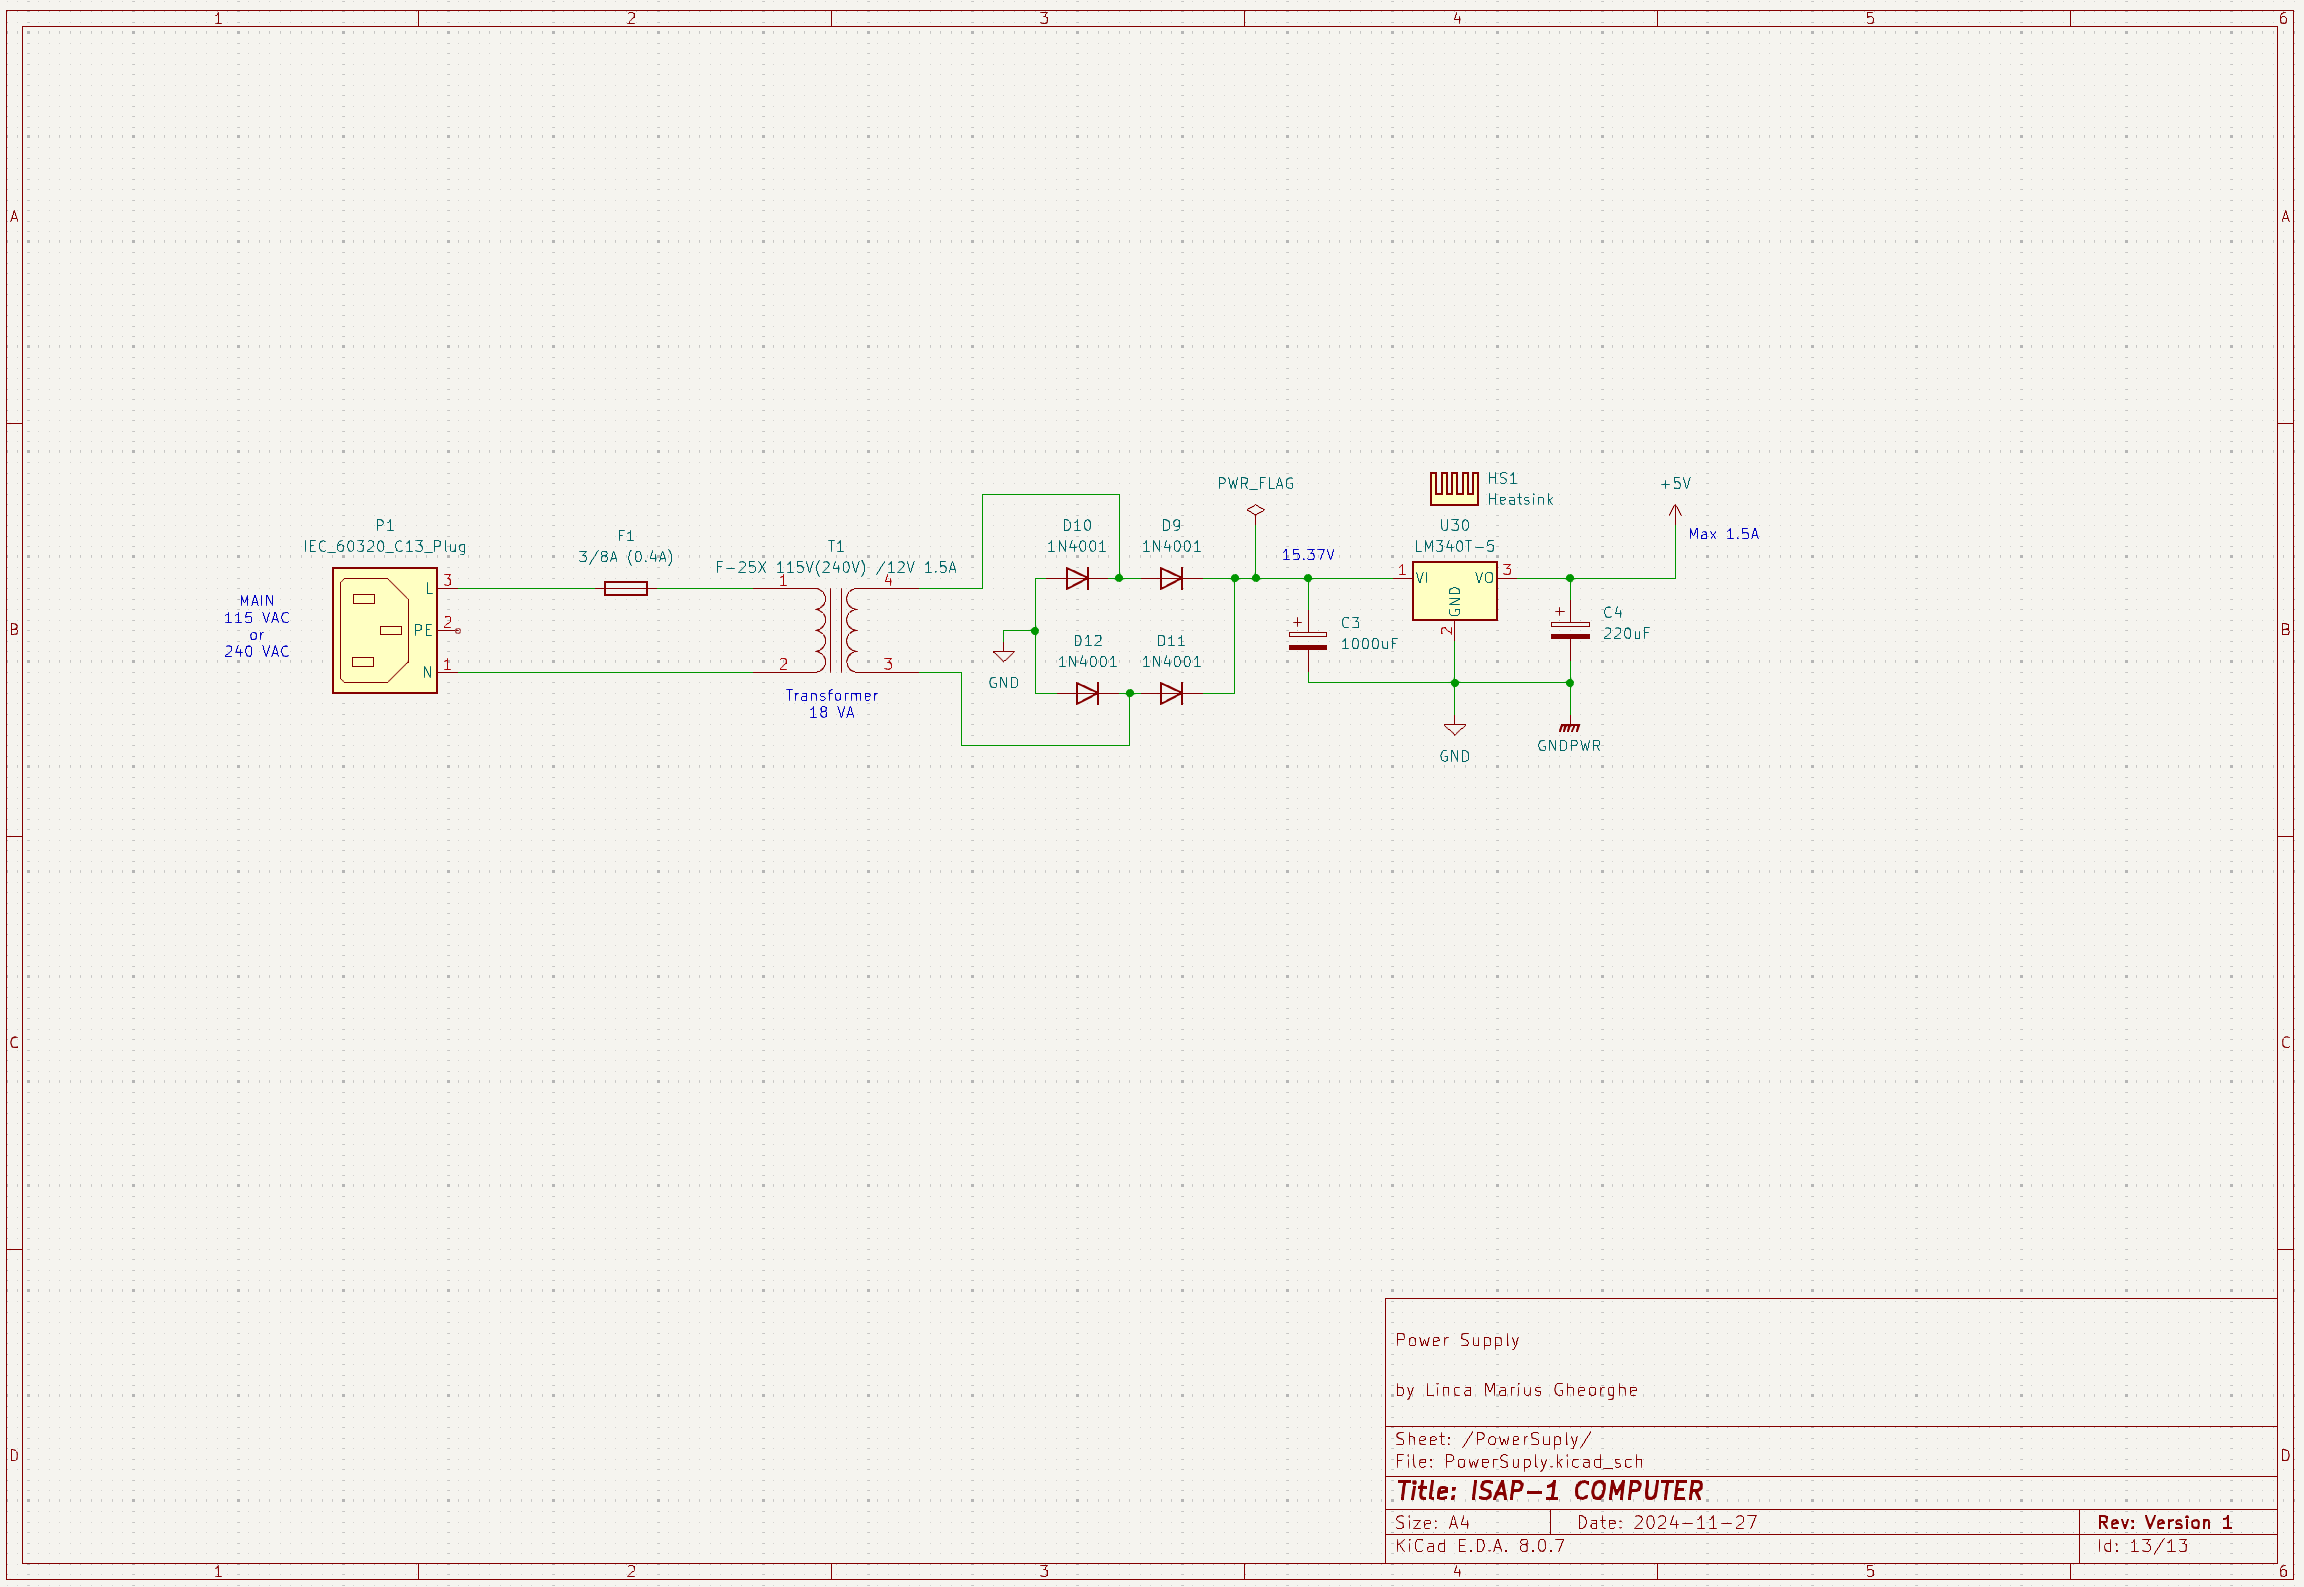 1 2 3 4 5 6
A A
PWR_FLAG
HS1
Heatsink
+5V
P1
IEC_60320_C13_Plug
F1
3/8A (0.4A)
T1
F-25X 115V(240V) /12V 1.5A
D10
1N4001
D9
1N4001
15.37V
U30
LM340T-5
Max 1.5A
MAIN
115 VAC
or
240 VAC
L 3
PE 2
N 1
1 4
2 3
Transformer
18 VA
GND
D12
1N4001
D11
1N4001
+
C3
1000uF
1 VI VO 3
GND
2
+
C4
220uF
GND
GNDPWR
B B
C C
D D
Power Supply
by Linca Marius Gheorghe
Sheet: /PowerSuply/
File: PowerSuply.kicad_sch
Title: ISAP-1 COMPUTER
Size: A4 Date: 2024-11-27 Rev: Version 1
KiCad E.D.A. 8.0.7 Id: 13/13
1 2 3 4 5 6